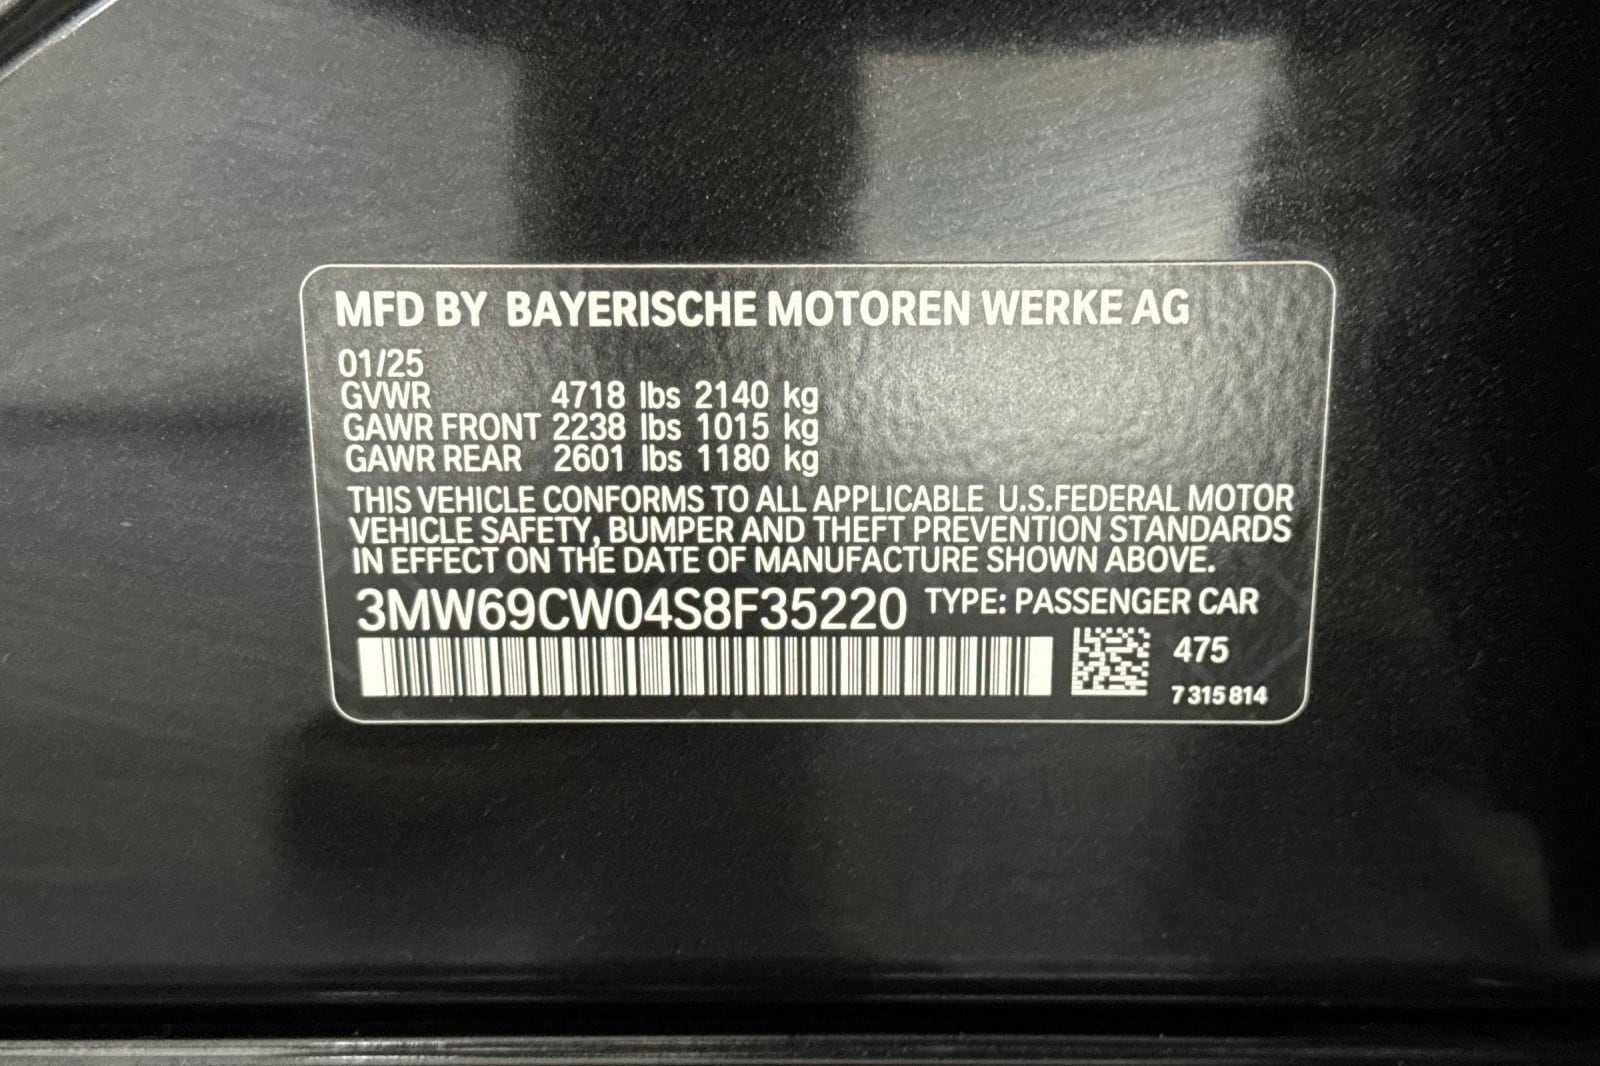 MFD BY BAYERISCHE MOTOREN WERKE AG
01/25
GVWR 4718 lbs 2140 kg
GAWR FRONT 2238 lbs 1015 kg
GAWR REAR 2601 lbs 1180 kg
THIS VEHICLE CONFORMS TO ALL APPLICABLE U.S.FEDERAL MOTOR
VEHICLE SAFETY, BUMPER AND THEFT PREVENTION STANDARDS
IN EFFECT ON THE DATE OF MANUFACTURE SHOWN ABOVE.
3MW69CW04S8F35220 TYPE: PASSENGER CAR
475
7 315 814